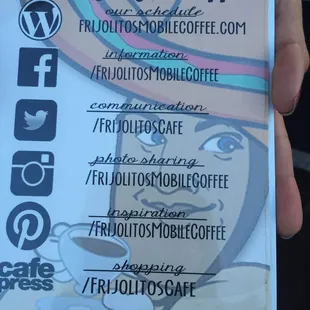 our schedule
FRIJOLITOSMOBILECOFFEE.COM
information
/FRIJOLITOSMOBILECOFFEE
communication
/FRIJOLITOSCAFE
photo sharing
/FRIJOLITOSMOBILECOFFEE
inspiration
/FRIJOLITOSMOBILECOFFEE
cafe
press
shopping
/FRIJOLITOSCAFE